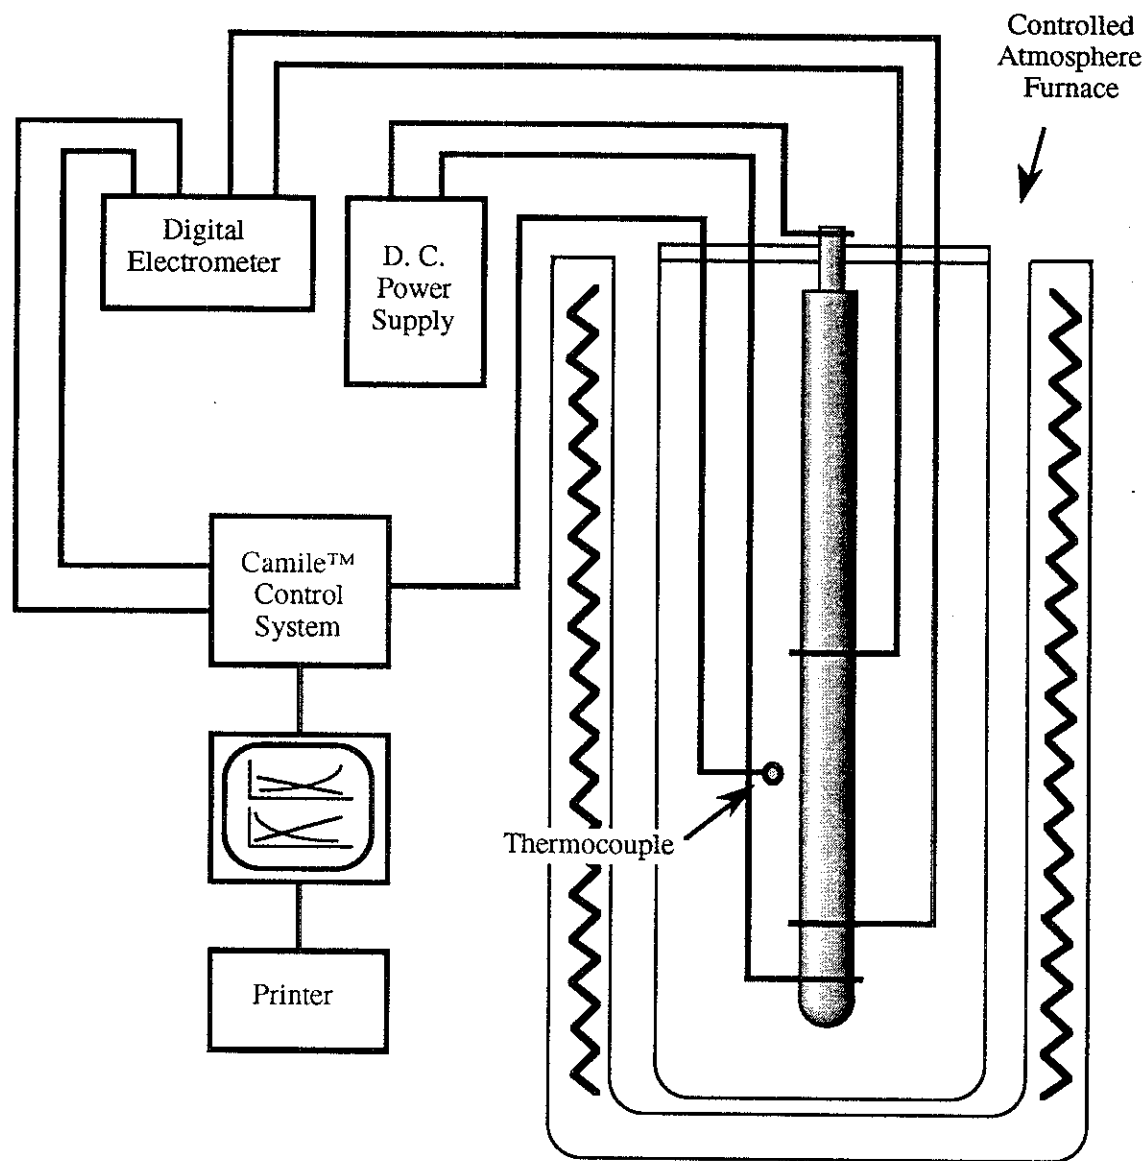 Controlled
Atmosphere
Furnace
Digital
Electrometer
D. C.
Power
Supply
Camile™
Control
System
Thermocouple
Printer